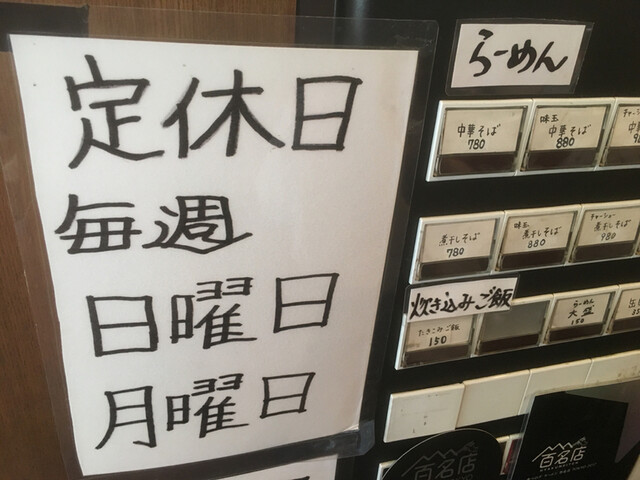 定休日
毎週
日曜日
月曜日
らーめん
中華そば
780
味玉
中華そば
880
煮干しそば
780
味玉
煮干しそば
880
チャーシュー
煮干しそば
980
炊き込みご飯
たきこみご飯
150
らーめん
大盛
150
百名店
百名店